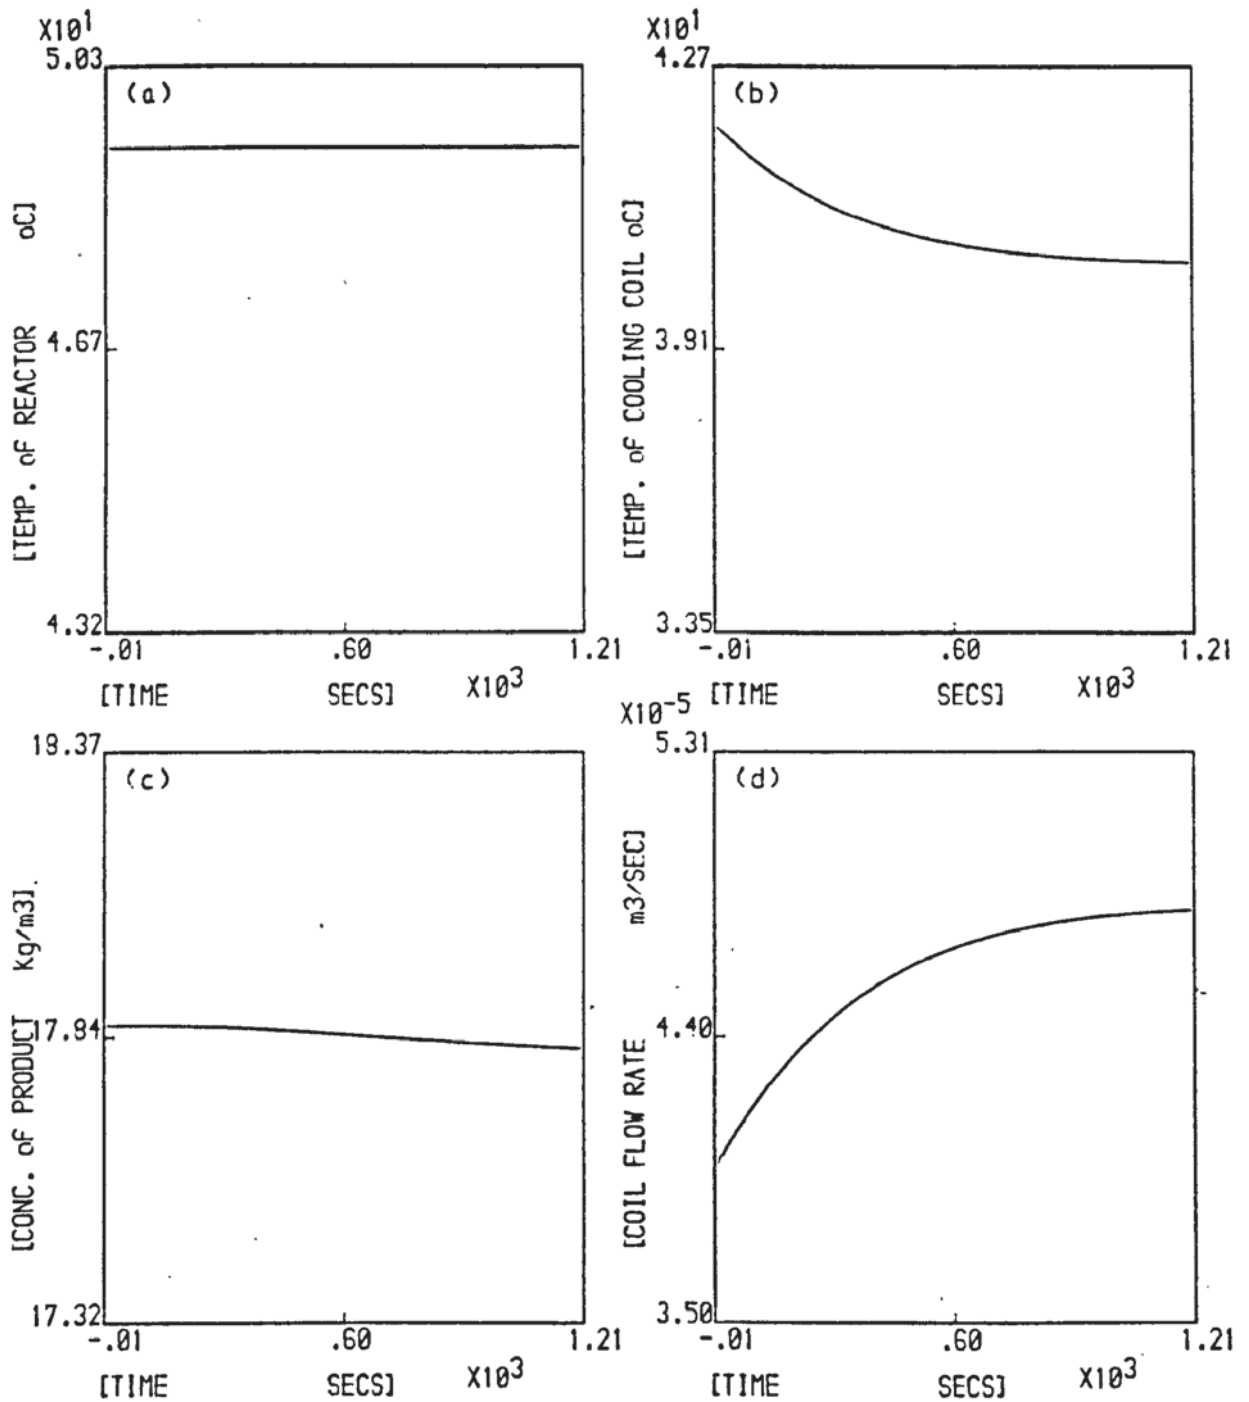 X10¹
5.03
(a)
[TEMP. of REACTOR oC]
4.67
4.32
-.01 .60 1.21
[TIME SECS] X10³
X10¹
4.27
(b)
[TEMP. of COOLING COIL oC]
3.81
3.35
-.01 .60 1.21
[TIME SECS] X10³
18.37
(c)
[CONC. of PRODUCT Kg/m3]
17.84
17.32
-.01 .60 1.21
[TIME SECS] X10³
X10⁻⁵
5.31
(d)
[COIL FLOW RATE m3/SEC]
4.40
3.50
-.01 .60 1.21
[TIME SECS] X10³